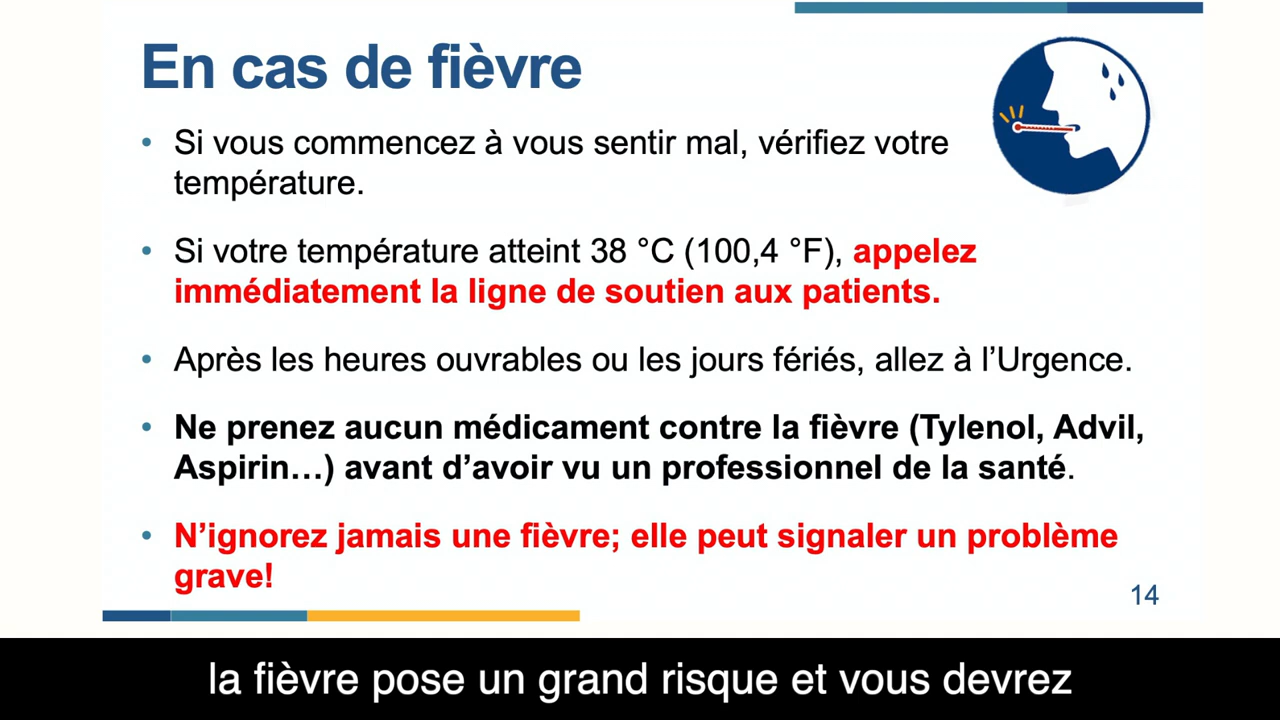 En cas de fièvre
• Si vous commencez à vous sentir mal, vérifiez votre
température.
• Si votre température atteint 38 °C (100,4 °F), appelez
immédiatement la ligne de soutien aux patients.
• Après les heures ouvrables ou les jours fériés, allez à l’Urgence.
• Ne prenez aucun médicament contre la fièvre (Tylenol, Advil,
Aspirin…) avant d’avoir vu un professionnel de la santé.
• N’ignorez jamais une fièvre; elle peut signaler un problème
grave!
14
la fièvre pose un grand risque et vous devrez